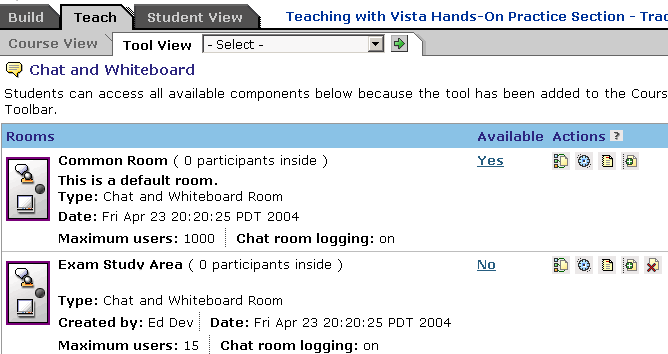 Build Teach Student View Teaching with Vista Hands-On Practice Section - Trac
Course View Tool View - Select -
Chat and Whiteboard
Students can access all available components below because the tool has been added to the Cours
Toolbar.
Rooms Available Actions ?
Common Room ( 0 participants inside ) Yes
This is a default room.
Type: Chat and Whiteboard Room
Date: Fri Apr 23 20:20:25 PDT 2004
Maximum users: 1000 Chat room logging: on
Exam Study Area ( 0 participants inside ) No
Type: Chat and Whiteboard Room
Created by: Ed Dev Date: Fri Apr 23 20:20:25 PDT 2004
Maximum users: 15 Chat room logging: on